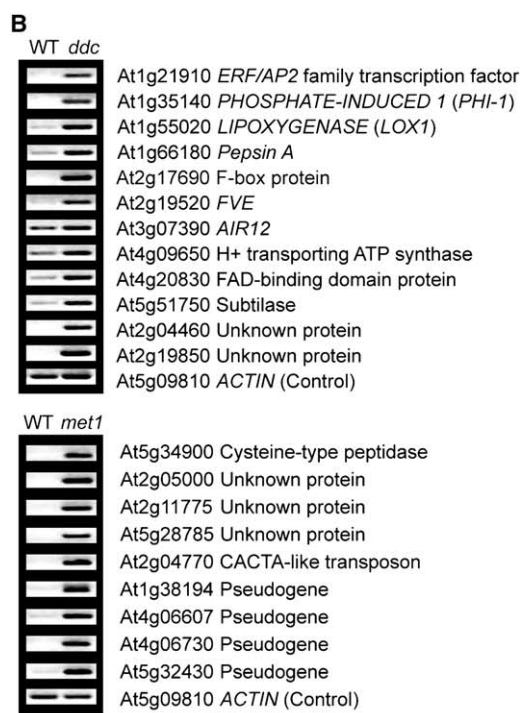 B
WT ddc
At1g21910 ERF/AP2 family transcription factor
At1g35140 PHOSPHATE-INDUCED 1 (PHI-1)
At1g55020 LIPOXYGENASE (LOX1)
At1g66180 Pepsin A
At2g17690 F-box protein
At2g19520 FVE
At3g07390 AIR12
At4g09650 H+ transporting ATP synthase
At4g20830 FAD-binding domain protein
At5g51750 Subtilase
At2g04460 Unknown protein
At2g19850 Unknown protein
At5g09810 ACTIN (Control)
WT met1
At5g34900 Cysteine-type peptidase
At2g05000 Unknown protein
At2g11775 Unknown protein
At5g28785 Unknown protein
At2g04770 CACTA-like transposon
At1g38194 Pseudogene
At4g06607 Pseudogene
At4g06730 Pseudogene
At5g32430 Pseudogene
At5g09810 ACTIN (Control)